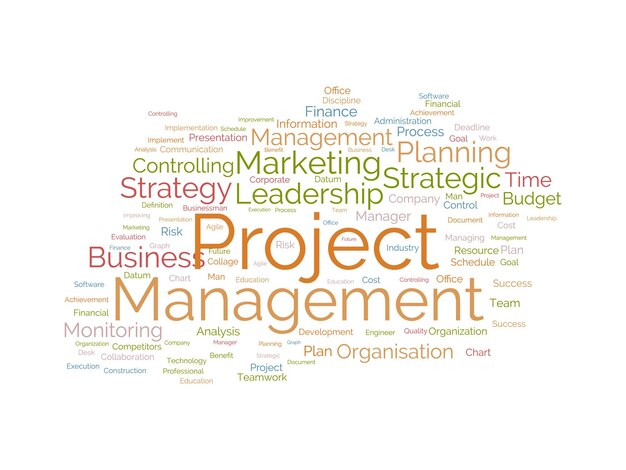 Office
Software
Discipline
Financial
Controlling
Finance
Achievement
Improvement
Information
Strategy
Administration
Implementation
Schedule
Process
Deadline
Implement
Presentation
Management
Goal
Work
Analysis
Communication
Benefit
Business
Desk
Planning
Controlling
Marketing
Strategic
Time
Corporate
Datum
Strategy
Leadership
Company
Man
Project
Budget
Definition
Businessman
Execution
Process
Team
Manager
Control
Information
Improving
Presentation
Office
Document
Leadership
Marketing
Risk
Agile
Project
Cost
Evaluation
Future
Managing
Management
Finance
Graph
Risk
Industry
Resource
Plan
Business
Future
Collage
Agile
Schedule
Goal
Datum
Chart
Man
Education
Education
Cost
Controlling
Office
Software
Success
Management
Achievement
Team
Financial
Success
Monitoring
Analysis
Development
Engineer
Quality
Organization
Organization
Competitors
Company
Manager
Planning
Graph
Desk
Collaboration
Benefit
Strategic
Plan
Organisation
Chart
Execution
Construction
Technology
Professional
Project
Document
Education
Teamwork